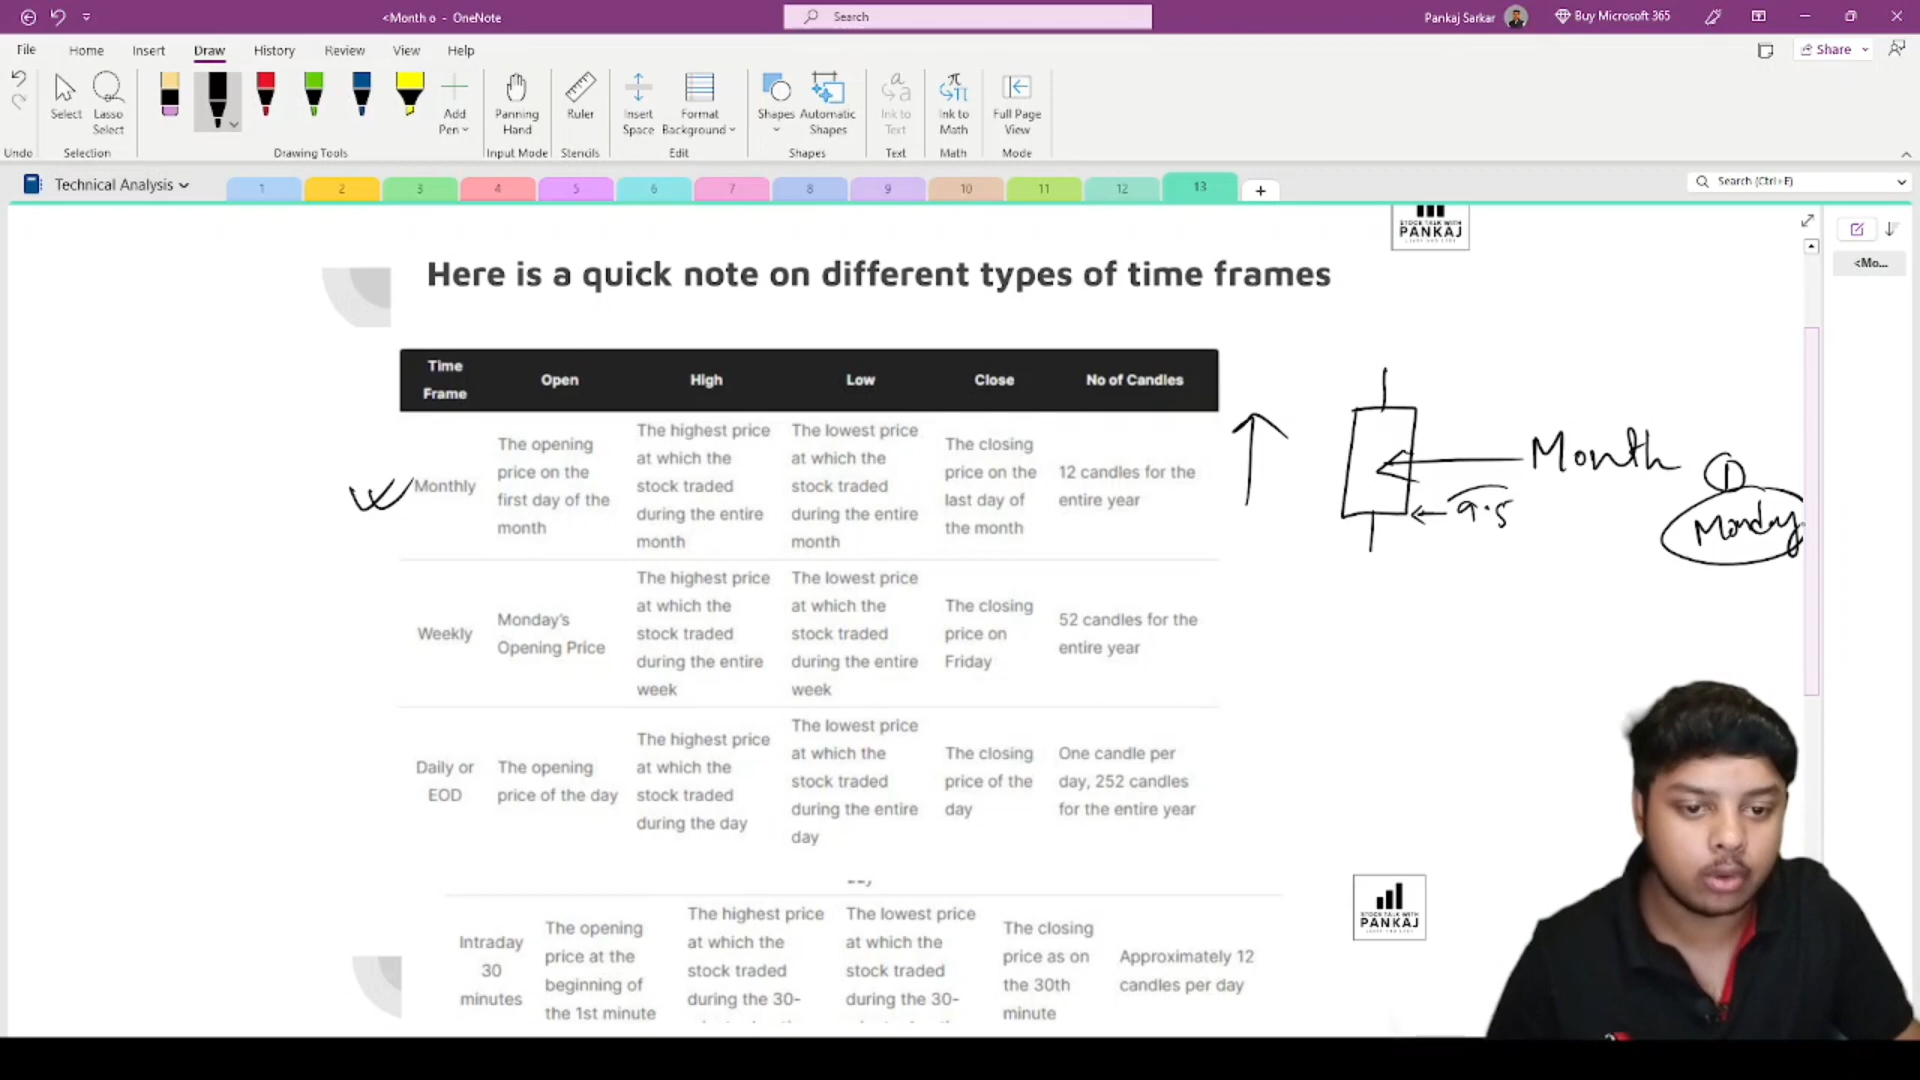 <Month o - OneNote
Search
Pankaj Sarkar
Buy Microsoft 365
File
Home
Insert
Draw
History
Review
View
Help
Share
Select
Lasso
Select
Add
Pen
Panning
Hand
Ruler
Insert
Space
Format
Background
Shapes
Automatic
Shapes
Ink to
Text
Ink to
Math
Full Page
View
Undo
Selection
Drawing Tools
Input Mode
Stencils
Edit
Shapes
Text
Math
Mode
Technical Analysis
1
2
3
4
5
6
7
8
9
10
11
12
13
+
Search (Ctrl+E)
<Mo...
STOCK TALK WITH
PANKAJ
Here is a quick note on different types of time frames
Time
Frame
Open
High
Low
Close
No of Candles
Monthly
The opening
price on the
first day of the
month
The highest price
at which the
stock traded
during the entire
month
The lowest price
at which the
stock traded
during the entire
month
The closing
price on the
last day of
the month
12 candles for the
entire year
Month
1
9.5
Monday
Weekly
Monday's
Opening Price
The highest price
at which the
stock traded
during the entire
week
The lowest price
at which the
stock traded
during the entire
week
The closing
price on
Friday
52 candles for the
entire year
Daily or
EOD
The opening
price of the day
The highest price
at which the
stock traded
during the day
The lowest price
at which the
stock traded
during the entire
day
The closing
price of the
day
One candle per
day, 252 candles
for the entire year
Intraday
30
minutes
The opening
price at the
beginning of
the 1st minute
The highest price
at which the
stock traded
during the 30-
The lowest price
at which the
stock traded
during the 30-
The closing
price as on
the 30th
minute
Approximately 12
candles per day
STOCK TALK WITH
PANKAJ